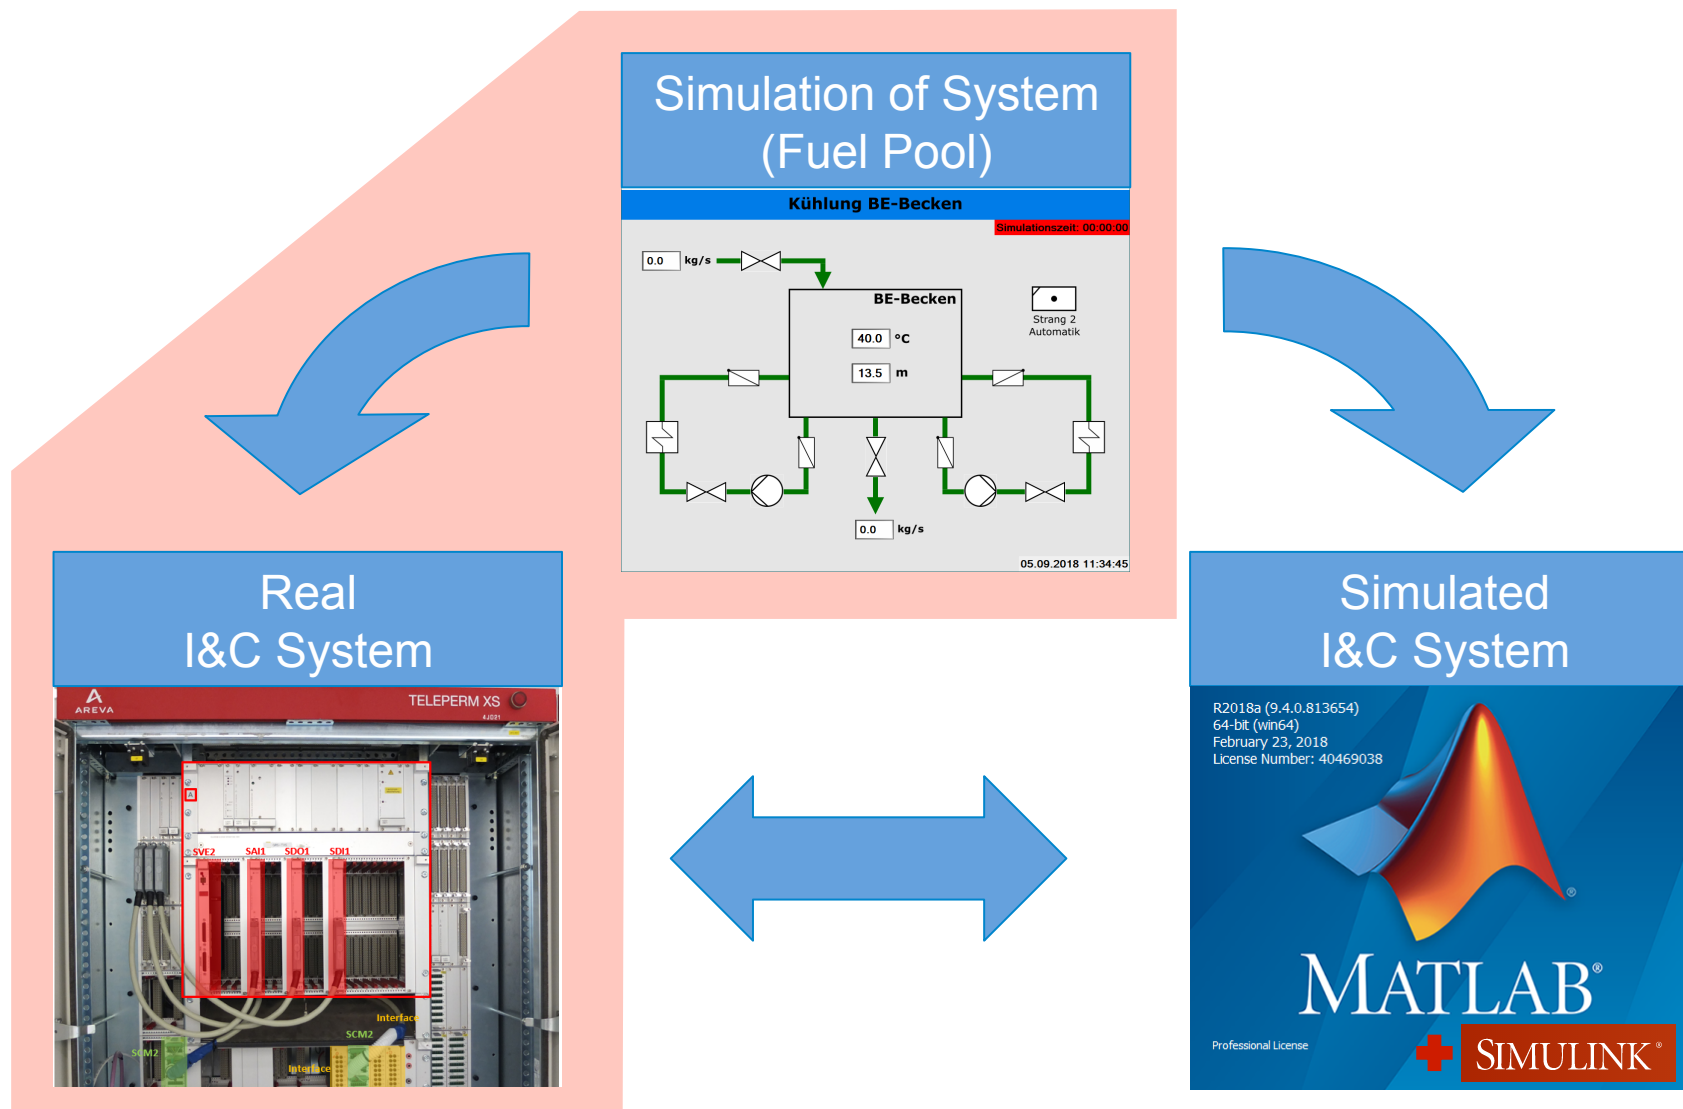 Simulation of System
(Fuel Pool)
Kühlung BE-Becken
Simulationszeit: 00:00:00
0.0 kg/s
BE-Becken
40.0 °C
13.5 m
Strang 2
Automatik
0.0 kg/s
05.09.2018 11:34:45
Real
I&C System
A
AREVA
TELEPERM XS
4JD21
A
SVE2 SAI1 SDO1 SDI1
Interface
SCM2
SCM2
Interface
Simulated
I&C System
R2018a (9.4.0.813654)
64-bit (win64)
February 23, 2018
License Number: 40469038
®
MATLAB®
Professional License
SIMULINK®